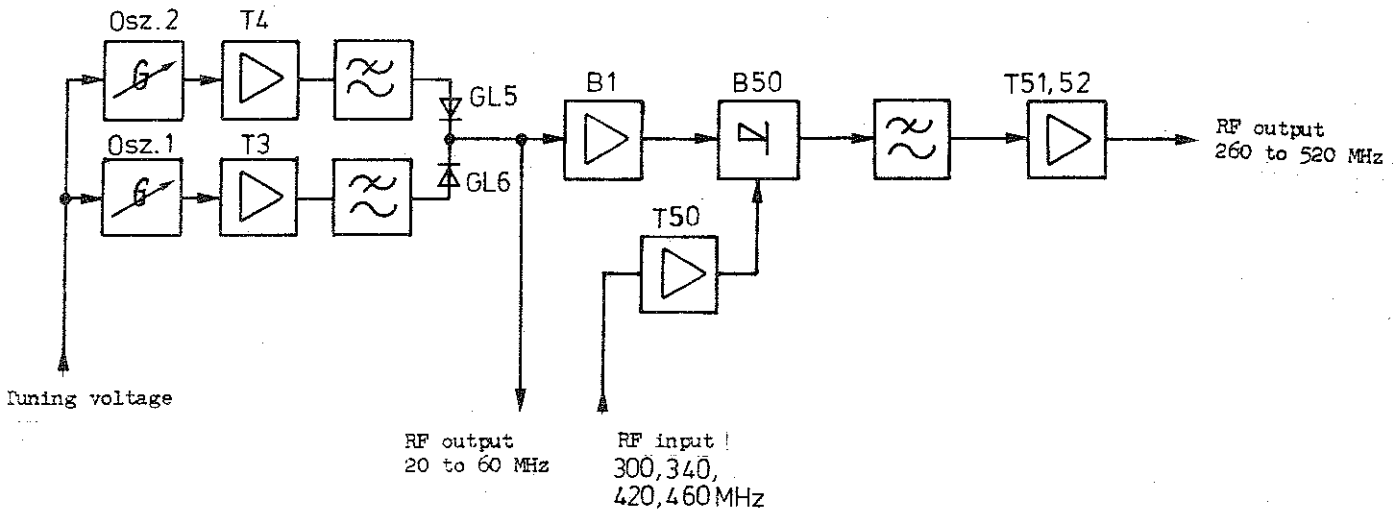 Osz.2
T4
GL5
Osz.1
T3
GL6
B1
B50
T51,52
T50
G
G
RF output
260 to 520 MHz
Tuning voltage
RF output
20 to 60 MHz
RF input!
300,340,
420,460 MHz